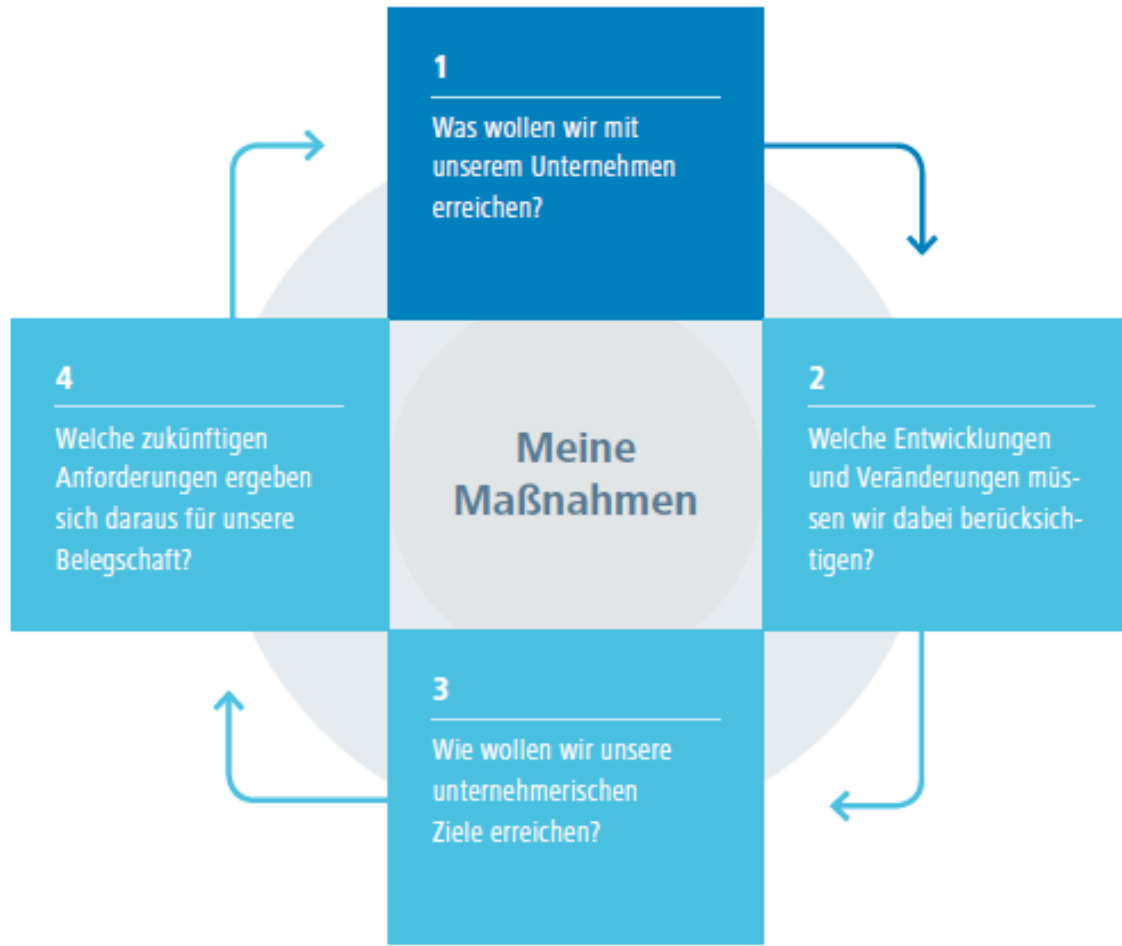 1
Was wollen wir mit
unserem Unternehmen
erreichen?
4
Welche zukünftigen
Anforderungen ergeben
sich daraus für unsere
Belegschaft?
Meine
Maßnahmen
2
Welche Entwicklungen
und Veränderungen müs-
sen wir dabei berücksich-
tigen?
3
Wie wollen wir unsere
unternehmerischen
Ziele erreichen?